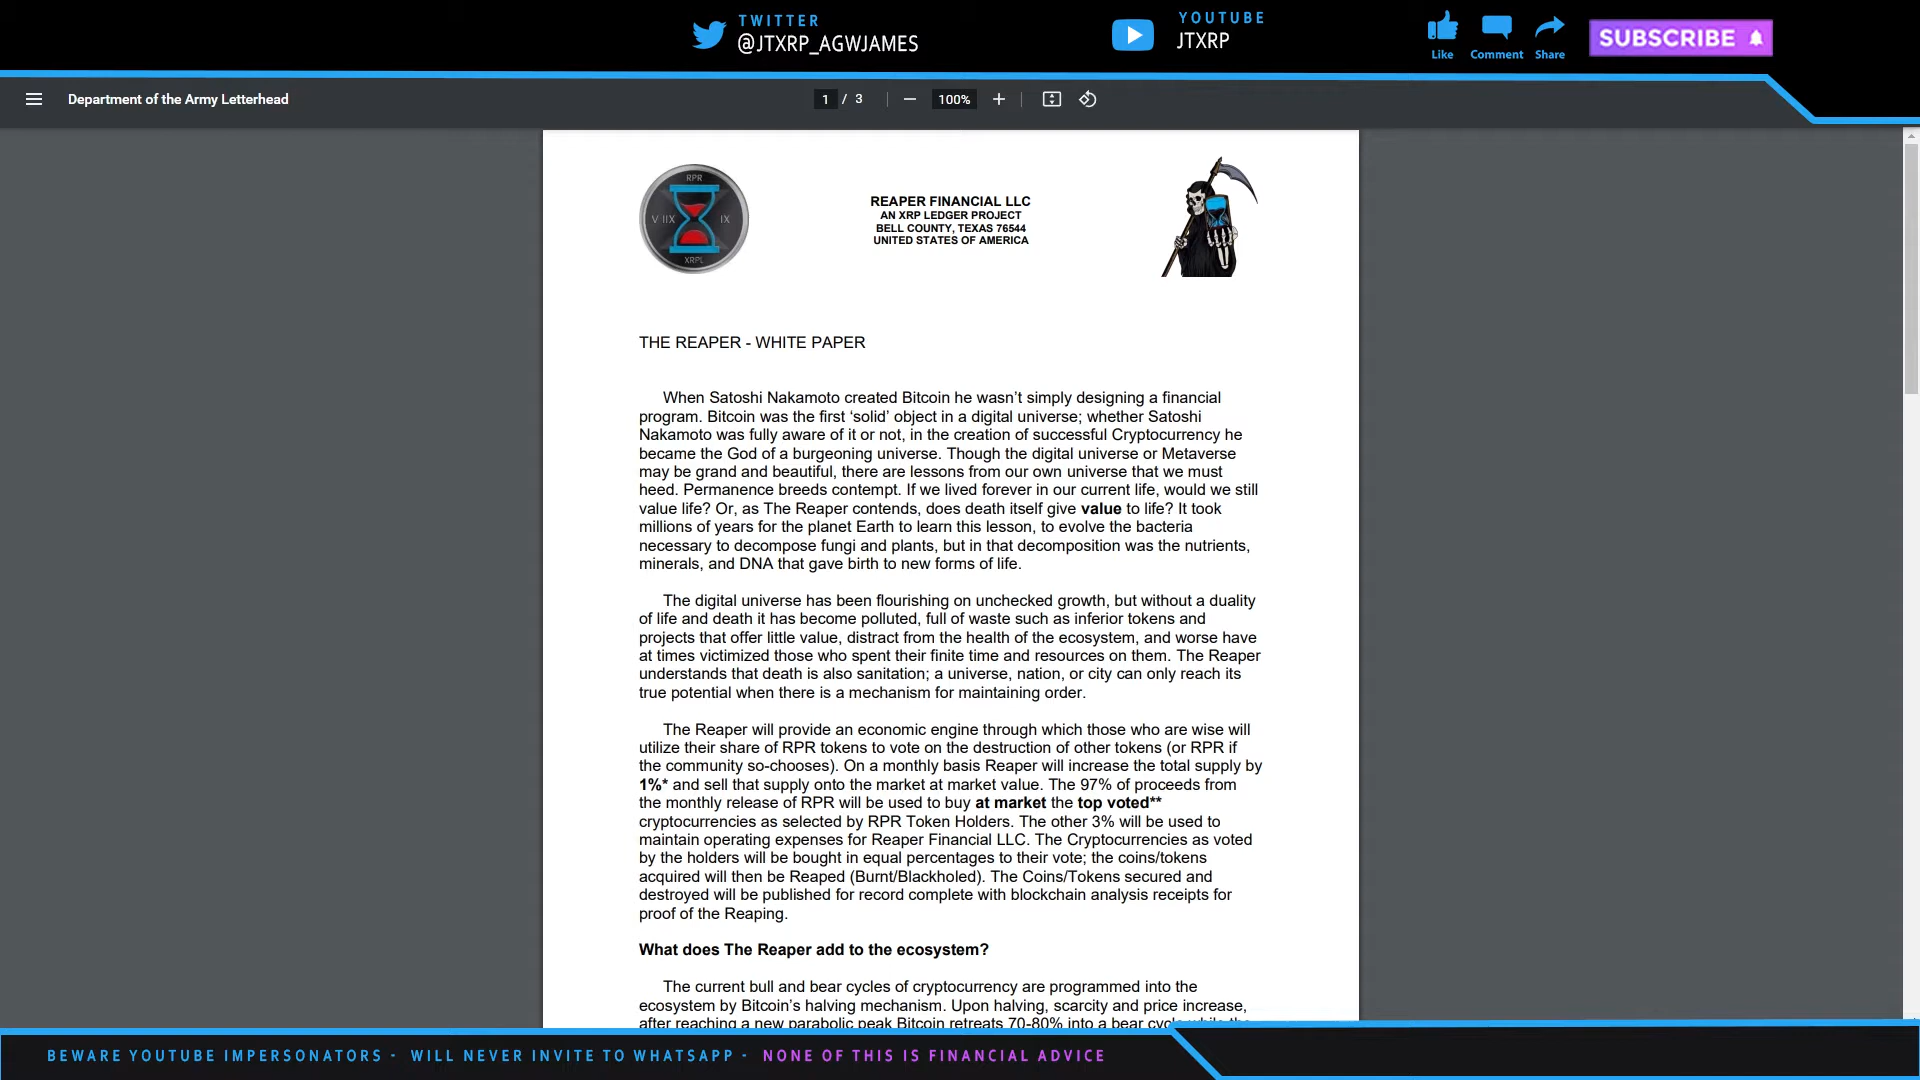 TWITTER
@JTXRP_AGWJAMES
YOUTUBE
JTXRP
Like
Comment
Share
SUBSCRIBE
Department of the Army Letterhead
1 / 3
100%
RPR
V IIX
IX
XRPL
REAPER FINANCIAL LLC
AN XRP LEDGER PROJECT
BELL COUNTY, TEXAS 76544
UNITED STATES OF AMERICA
THE REAPER - WHITE PAPER
When Satoshi Nakamoto created Bitcoin he wasn’t simply designing a financial
program. Bitcoin was the first ‘solid’ object in a digital universe; whether Satoshi
Nakamoto was fully aware of it or not, in the creation of successful Cryptocurrency he
became the God of a burgeoning universe. Though the digital universe or Metaverse
may be grand and beautiful, there are lessons from our own universe that we must
heed. Permanence breeds contempt. If we lived forever in our current life, would we still
value life? Or, as The Reaper contends, does death itself give value to life? It took
millions of years for the planet Earth to learn this lesson, to evolve the bacteria
necessary to decompose fungi and plants, but in that decomposition was the nutrients,
minerals, and DNA that gave birth to new forms of life.
The digital universe has been flourishing on unchecked growth, but without a duality
of life and death it has become polluted, full of waste such as inferior tokens and
projects that offer little value, distract from the health of the ecosystem, and worse have
at times victimized those who spent their finite time and resources on them. The Reaper
understands that death is also sanitation; a universe, nation, or city can only reach its
true potential when there is a mechanism for maintaining order.
The Reaper will provide an economic engine through which those who are wise will
utilize their share of RPR tokens to vote on the destruction of other tokens (or RPR if
the community so-chooses). On a monthly basis Reaper will increase the total supply by
1%* and sell that supply onto the market at market value. The 97% of proceeds from
the monthly release of RPR will be used to buy at market the top voted**
cryptocurrencies as selected by RPR Token Holders. The other 3% will be used to
maintain operating expenses for Reaper Financial LLC. The Cryptocurrencies as voted
by the holders will be bought in equal percentages to their vote; the coins/tokens
acquired will then be Reaped (Burnt/Blackholed). The Coins/Tokens secured and
destroyed will be published for record complete with blockchain analysis receipts for
proof of the Reaping.
What does The Reaper add to the ecosystem?
The current bull and bear cycles of cryptocurrency are programmed into the
ecosystem by Bitcoin’s halving mechanism. Upon halving, scarcity and price increase,
after reaching a new parabolic peak Bitcoin retreats 70-80% into a bear cycle while the
BEWARE YOUTUBE IMPERSONATORS - WILL NEVER INVITE TO WHATSAPP - NONE OF THIS IS FINANCIAL ADVICE